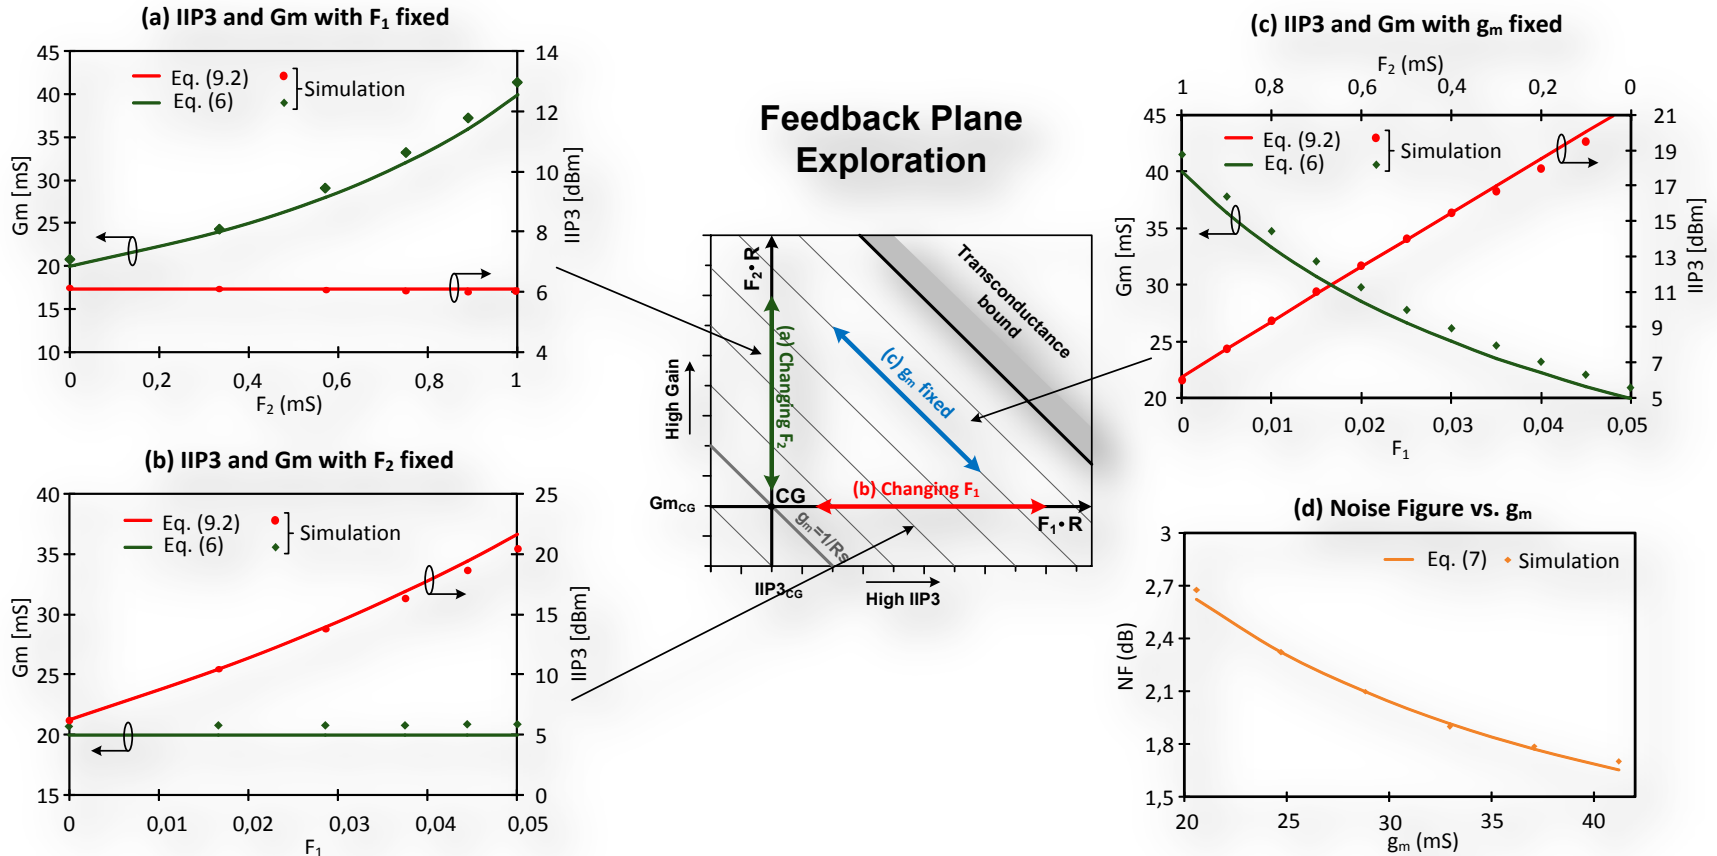 (a) IIP3 and Gm with F₁ fixed
45
40
35
30
25
20
15
10
Gm [mS]
14
12
10
8
6
4
IIP3 [dBm]
Eq. (9.2)
Eq. (6)
Simulation
0 0,2 0,4 0,6 0,8 1
F₂ (mS)
(b) IIP3 and Gm with F₂ fixed
40
35
30
25
20
15
Gm [mS]
25
20
15
10
5
0
IIP3 [dBm]
Eq. (9.2)
Eq. (6)
Simulation
0 0,01 0,02 0,03 0,04 0,05
F₁
Feedback Plane
Exploration
F₂•R
Transconductance
bound
(a) Changing F₂
(c) gₘ fixed
High Gain
(b) Changing F₁
CG
Gm_CG
gₘ=1/Rs
F₁•R
IIP3_CG
High IIP3
(c) IIP3 and Gm with gₘ fixed
F₂ (mS)
1 0,8 0,6 0,4 0,2 0
45
40
35
30
25
20
Gm [mS]
21
19
17
15
13
11
9
7
5
IIP3 [dBm]
Eq. (9.2)
Eq. (6)
Simulation
0 0,01 0,02 0,03 0,04 0,05
F₁
(d) Noise Figure vs. gₘ
Eq. (7) Simulation
2,7
2,4
2,1
1,8
1,5
NF (dB)
20 25 30 35 40
gₘ (mS)